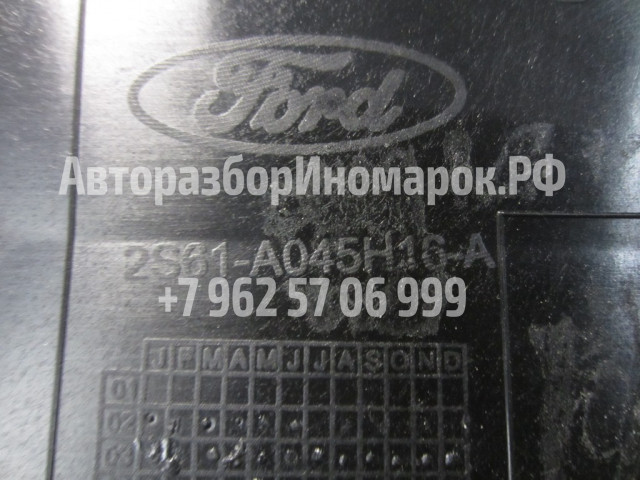 Ford
АвторазборИномарок.РФ
2S61-A045H16-A
+7 962 57 06 999
J F M A M J J A S O N D
01
02
03